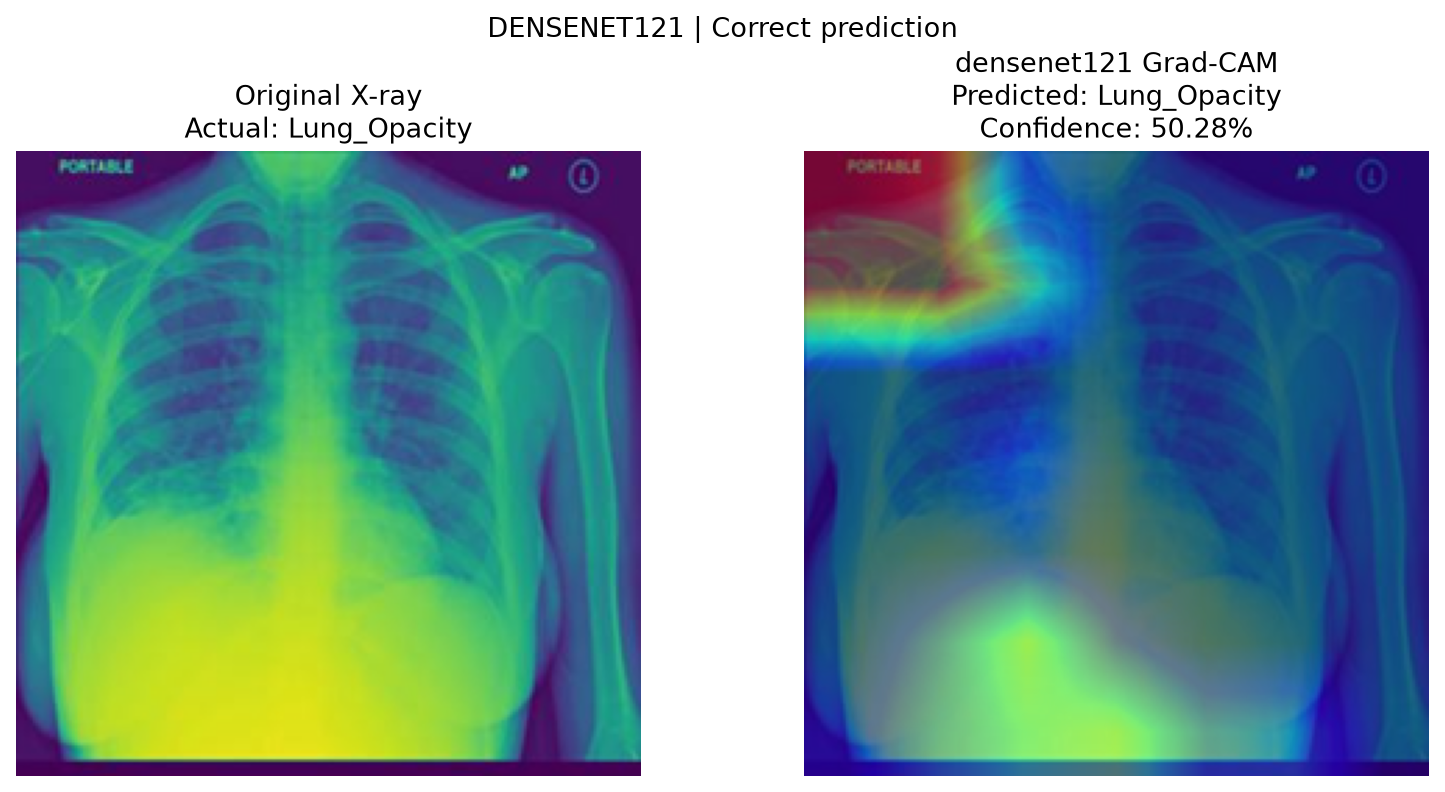 DENSENET121 | Correct prediction
Original X-ray
Actual: Lung_Opacity
PORTABLE
AP
L
densenet121 Grad-CAM
Predicted: Lung_Opacity
Confidence: 50.28%
PORTABLE
AP
L